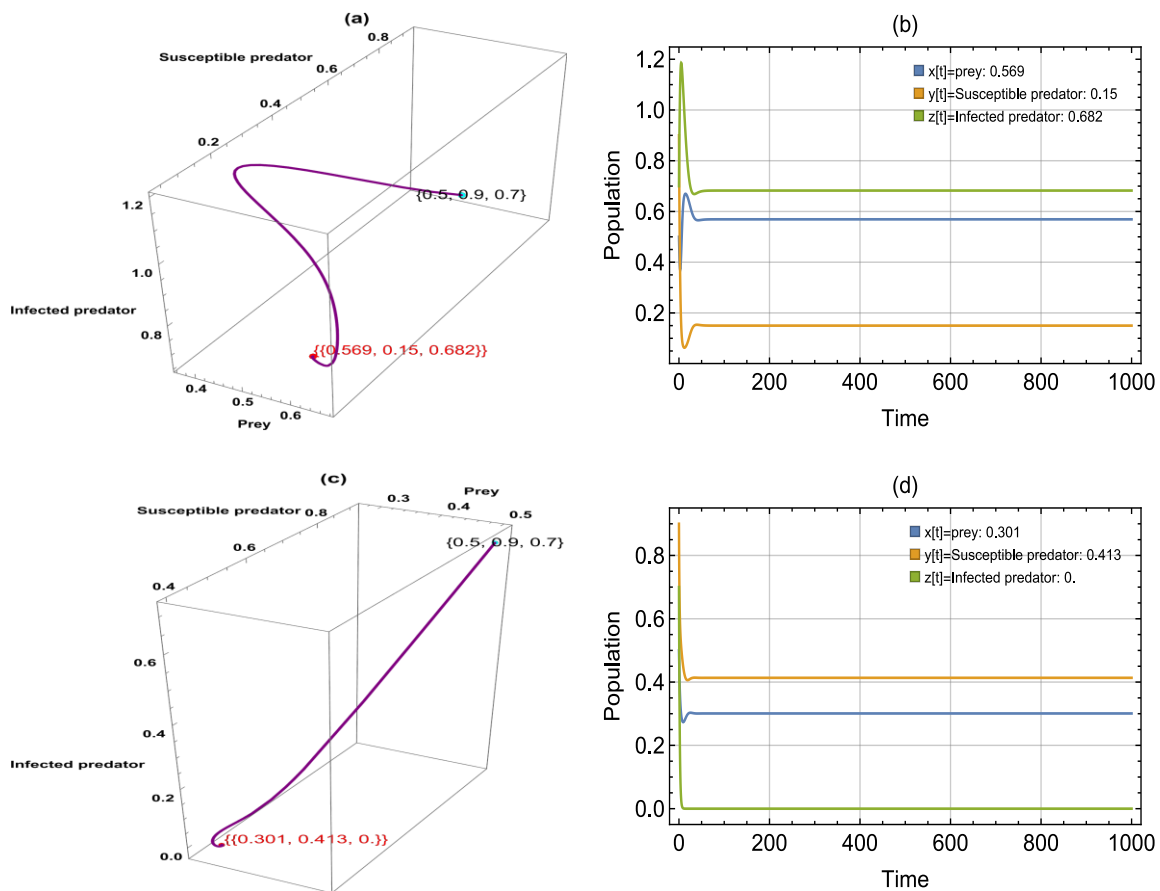 (a)
Susceptible predator
0.8
0.6
0.4
0.2
{0.5, 0.9, 0.7}
1.2
1.0
Infected predator
0.8
{{0.569, 0.15, 0.682}}
0.4
0.5
0.6
Prey
(b)
1.2
1.0
0.8
0.6
0.4
0.2
Population
x[t]=prey: 0.569
y[t]=Susceptible predator: 0.15
z[t]=Infected predator: 0.682
0 200 400 600 800 1000
Time
(c)
Prey
0.3
0.4
0.5
Susceptible predator
0.8
0.6
0.4
{0.5, 0.9, 0.7}
0.6
0.4
Infected predator
0.2
0.0
{{0.301, 0.413, 0.}}
(d)
0.8
0.6
0.4
0.2
0.0
Population
x[t]=prey: 0.301
y[t]=Susceptible predator: 0.413
z[t]=Infected predator: 0.
0 200 400 600 800 1000
Time